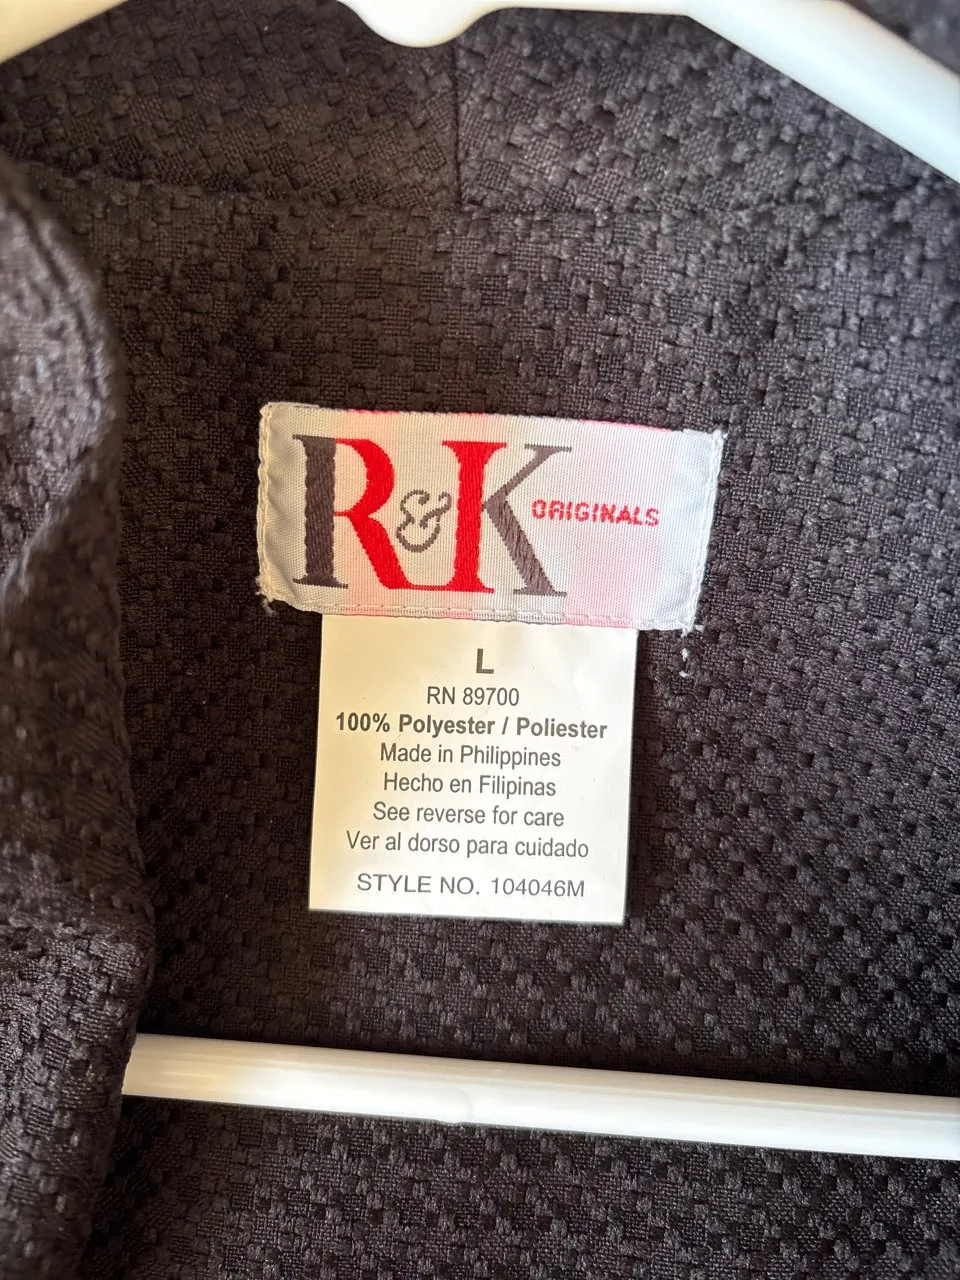 R&K ORIGINALS
L
RN 89700
100% Polyester / Poliester
Made in Philippines
Hecho en Filipinas
See reverse for care
Ver al dorso para cuidado
STYLE NO. 104046M